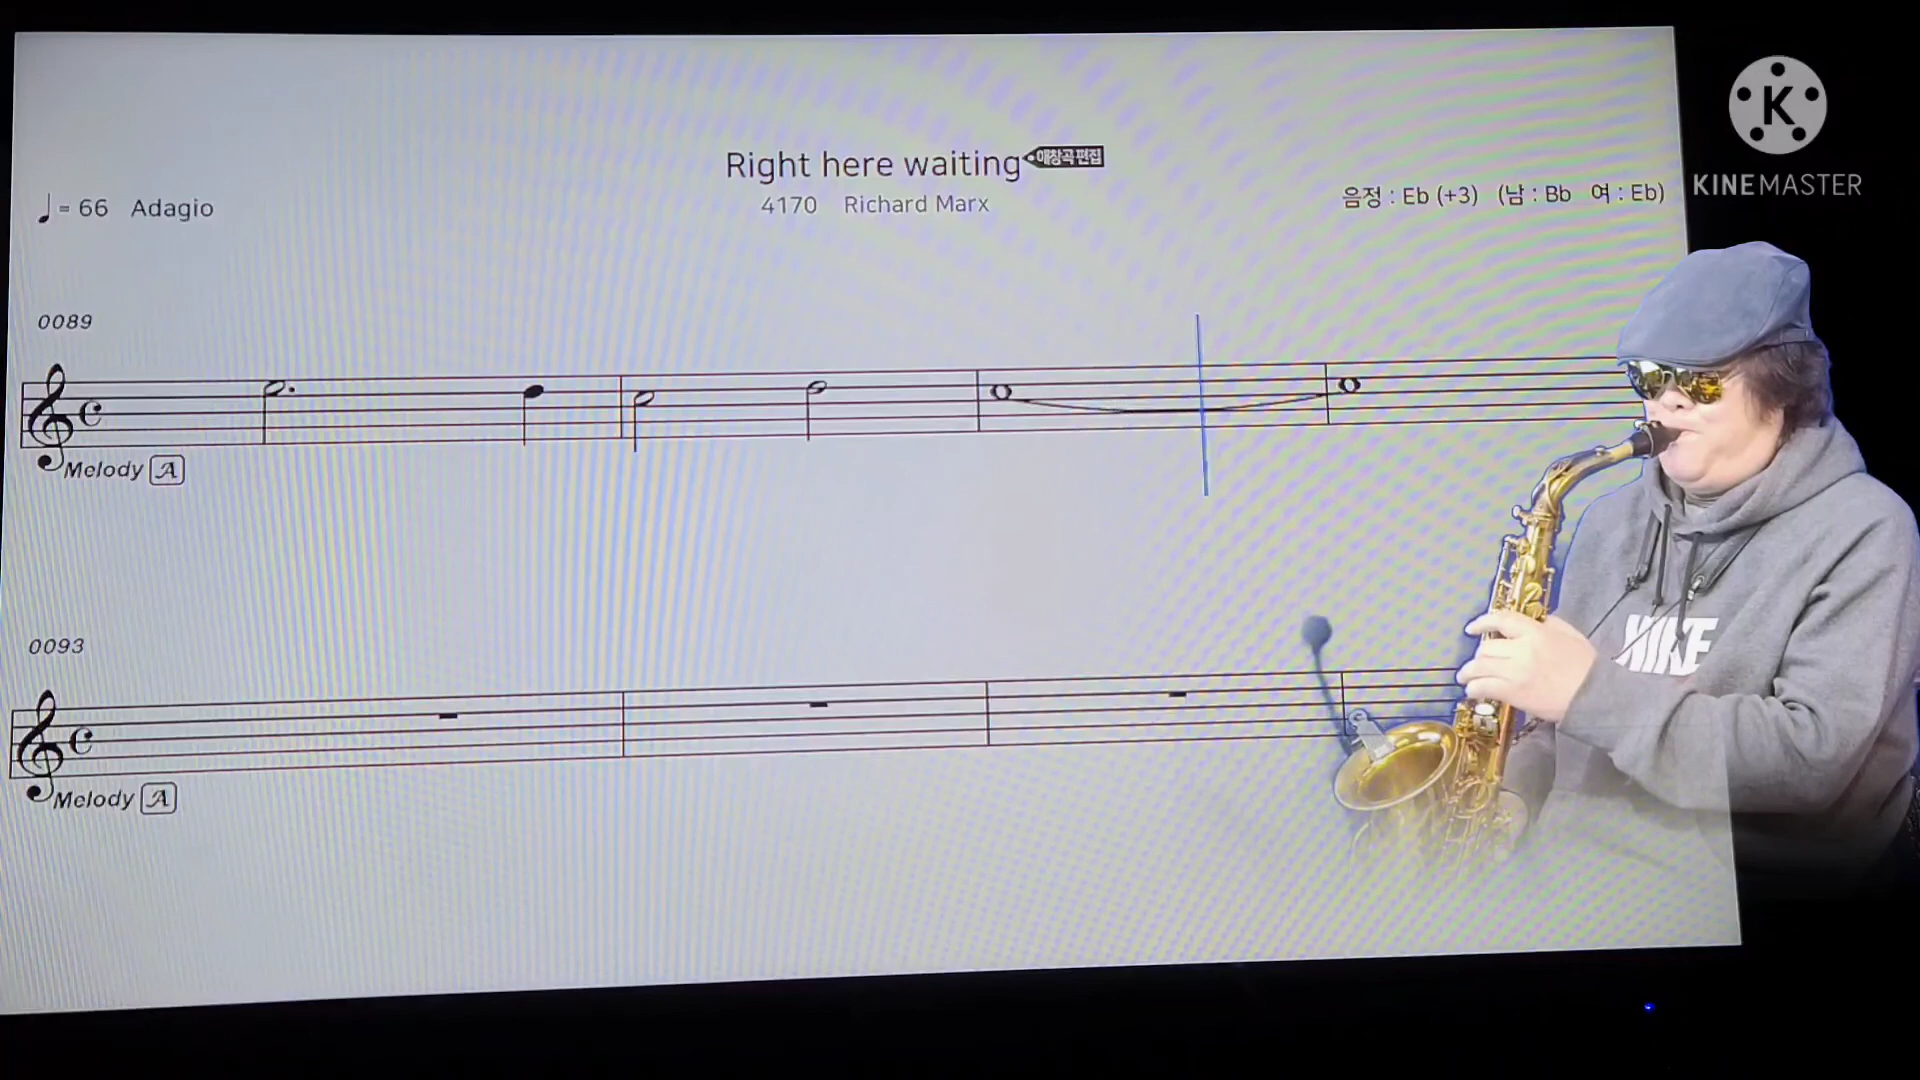 Right here waiting 애창곡 편집
4170 Richard Marx
♩ = 66 Adagio
음정 : Eb (+3) (남 : Bb 여 : Eb)
KINEMASTER
0089
Melody A
NIKE
0093
Melody A